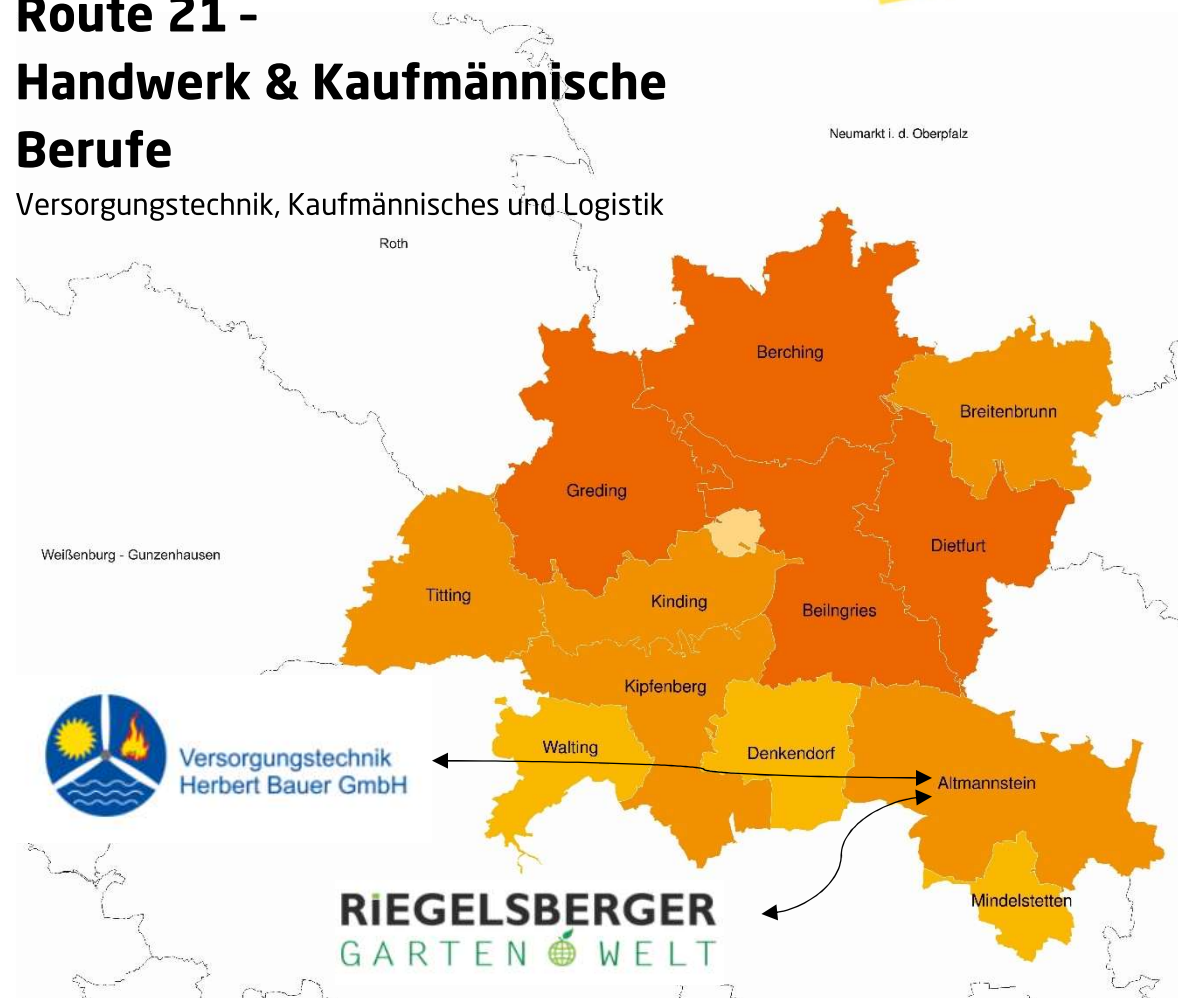 Route 21 –
Handwerk & Kaufmännische
Berufe
Versorgungstechnik, Kaufmännisches und Logistik
Neumarkt i. d. Oberpfalz
Roth
Berching
Breitenbrunn
Greding
Dietfurt
Weißenburg - Gunzenhausen
Titting
Kinding
Beilngries
Kipfenberg
Walting
Denkendorf
Versorgungstechnik
Herbert Bauer GmbH
Altmannstein
Mindelstetten
RiEGELSBERGER
GARTEN WELT